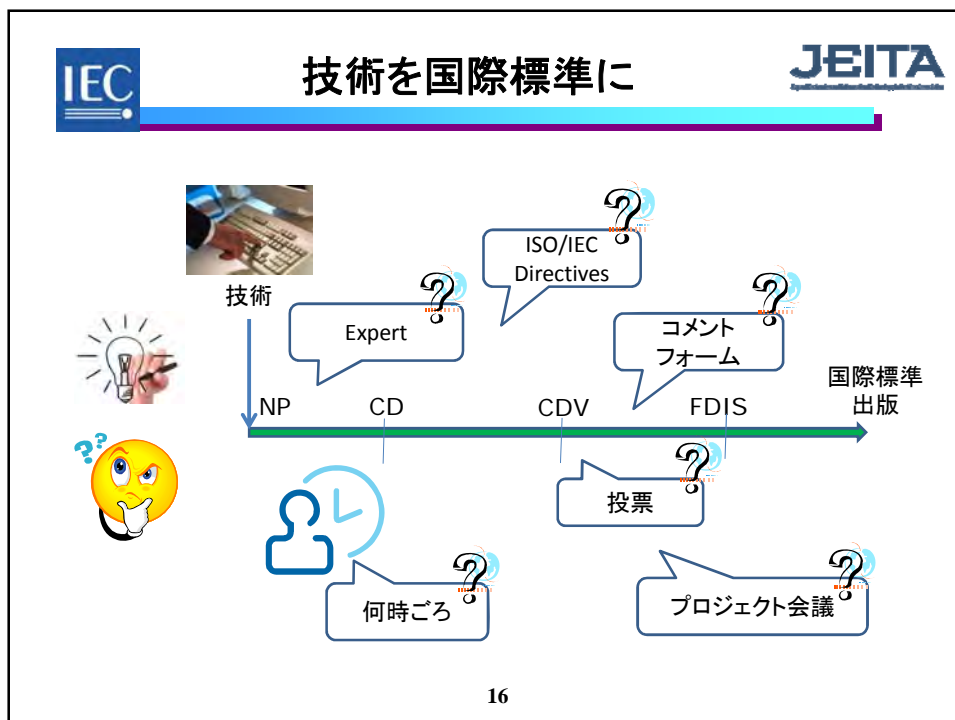 IEC
技術を国際標準に
JEITA
技術
ISO/IEC
Directives
Expert
コメント
フォーム
国際標準
出版
NP
CD
CDV
FDIS
投票
何時ごろ
プロジェクト会議
16